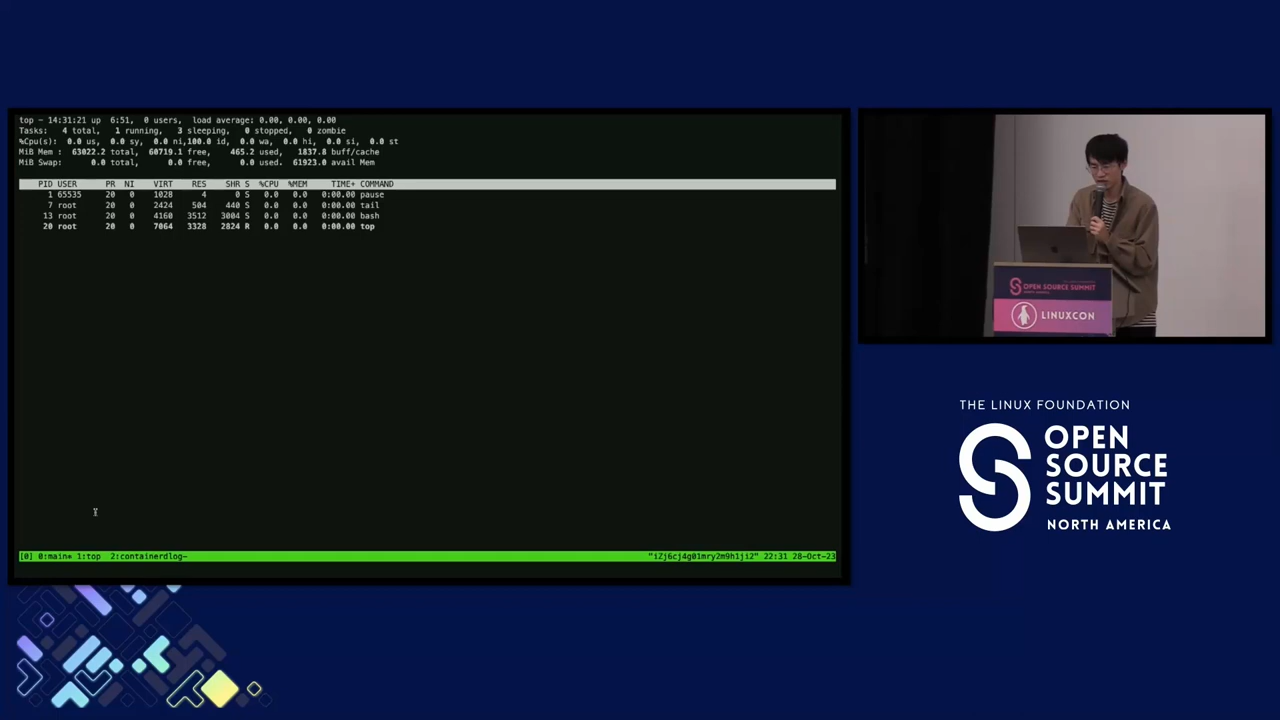 top - 14:31:21 up  6:51,  0 users,  load average: 0.00, 0.00, 0.00
Tasks:   4 total,   1 running,   3 sleeping,   0 stopped,   0 zombie
%Cpu(s):  0.0 us,  0.0 sy,  0.0 ni,100.0 id,  0.0 wa,  0.0 hi,  0.0 si,  0.0 st
MiB Mem :  63022.2 total,  60719.1 free,    465.2 used,   1837.8 buff/cache
MiB Swap:      0.0 total,      0.0 free,      0.0 used.  61923.0 avail Mem
PID USER      PR  NI    VIRT    RES    SHR S  %CPU  %MEM     TIME+ COMMAND
1 65535     20   0    1028      4      0 S   0.0   0.0   0:00.00 pause
7 root      20   0    2424    504    440 S   0.0   0.0   0:00.00 tail
13 root      20   0    4160   3512   3004 S   0.0   0.0   0:00.00 bash
20 root      20   0    7064   3328   2824 R   0.0   0.0   0:00.00 top
[0] 0:main* 1:top  2:containerdlog- "iZj6cj4g01mry2m9h1ji2" 22:31 28-Oct-23
OPEN SOURCE SUMMIT
LINUXCON
THE LINUX FOUNDATION
OPEN
SOURCE
SUMMIT
NORTH AMERICA